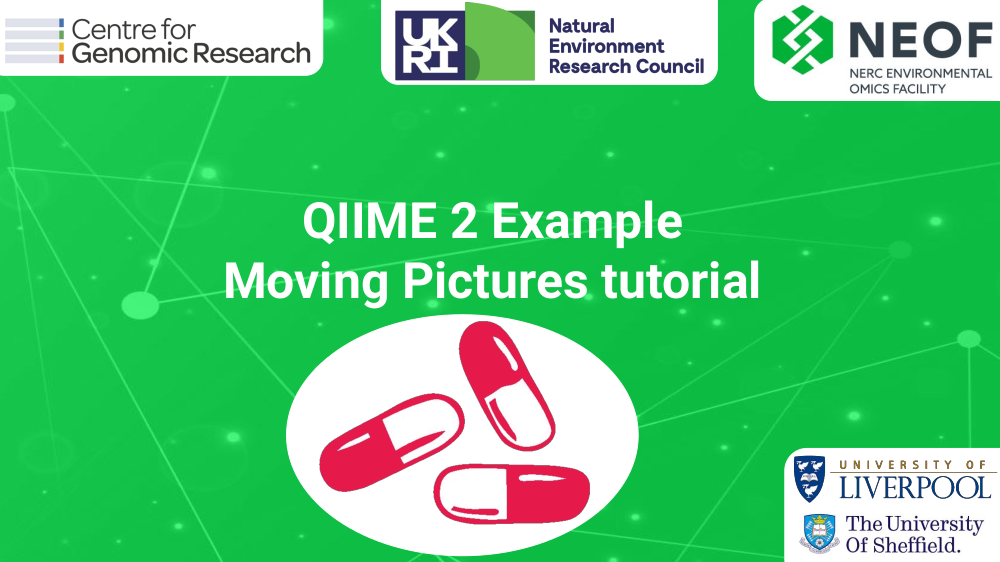 Centre for
Genomic Research
UK
RI
Natural
Environment
Research Council
NEOF
NERC ENVIRONMENTAL
OMICS FACILITY
QIIME 2 Example
Moving Pictures tutorial
UNIVERSITY OF
LIVERPOOL
The University
Of Sheffield.